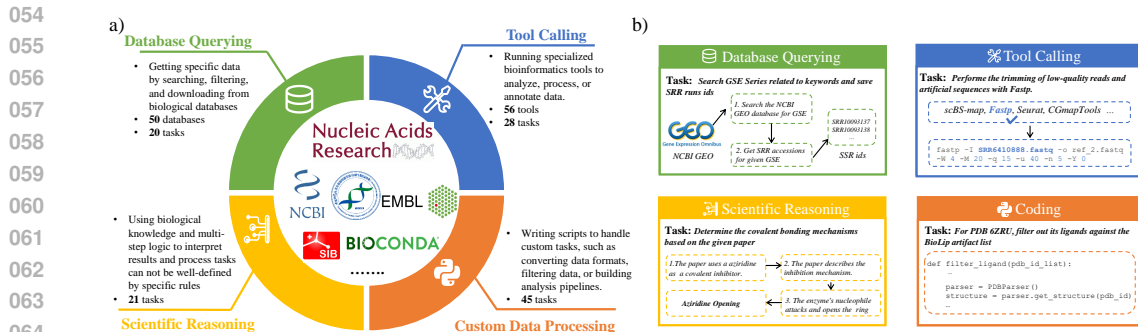 054
055
056
057
058
059
060
061
062
063
064
a)
Database Querying
• Getting specific data
by searching, filtering,
and downloading from
biological databases
• 50 databases
• 20 tasks
Tool Calling
• Running specialized
bioinformatics tools to
analyze, process, or
annotate data.
• 56 tools
• 28 tasks
Nucleic Acids
Research
NCBI
EMBL
SIB
BIOCONDA
.......
• Using biological
knowledge and multi-
step logic to interpret
results and process tasks
can not be well-defined
by specific rules
• 21 tasks
Scientific Reasoning
• Writing scripts to handle
custom tasks, such as
converting data formats,
filtering data, or building
analysis pipelines.
• 45 tasks
Custom Data Processing
b)
Database Querying
Task: Search GSE Series related to keywords and save
SRR runs ids
GEO
Gene Expression Omnibus
NCBI GEO
1. Search the NCBI
GEO database for GSE
2. Get SRR accessions
for given GSE
SRR10093137
SRR10093138
...
SSR ids
Tool Calling
Task: Performe the trimming of low-quality reads and
artificial sequences with Fastp.
scBS-map, Fastp, Seurat, CGmapTools ...
fastp -I SRR6410888.fastq -o ref_2.fastq
-W 4 -M 20 -q 15 -u 40 -n 5 -Y 0
Scientific Reasoning
Task: Determine the covalent bonding mechanisms
based on the given paper
1.The paper uses a aziridine
as a covalent inhibitor.
2. The paper describes the
inhibition mechanism.
3. The enzyme's nucleophile
attacks and opens the ring
Aziridine Opening
Coding
Task: For PDB 6ZRU, filter out its ligands against the
BioLip artifact list
def filter_ligand(pdb_id_list):
…
parser = PDBParser()
structure = parser.get_structure(pdb_id)
…